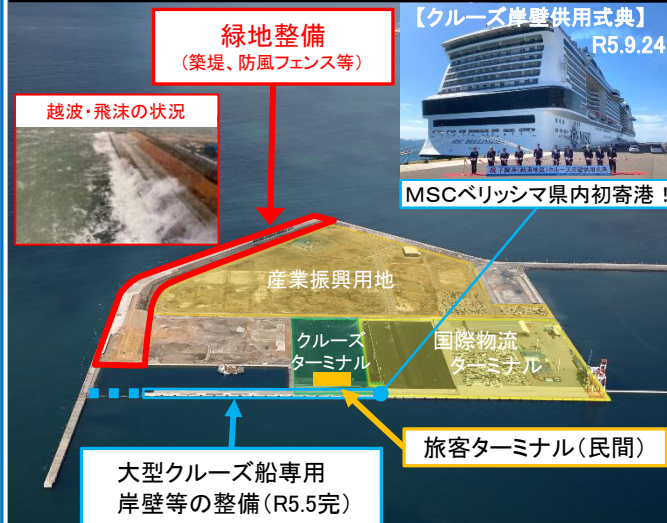 緑地整備
(築堤、防風フェンス等)
【クルーズ岸壁供用式典】
R5.9.24
越波・飛沫の状況
MSCベリッシマ県内初寄港！
産業振興用地
クルーズ
ターミナル
国際物流
ターミナル
旅客ターミナル(民間)
大型クルーズ船専用
岸壁等の整備(R5.5完)